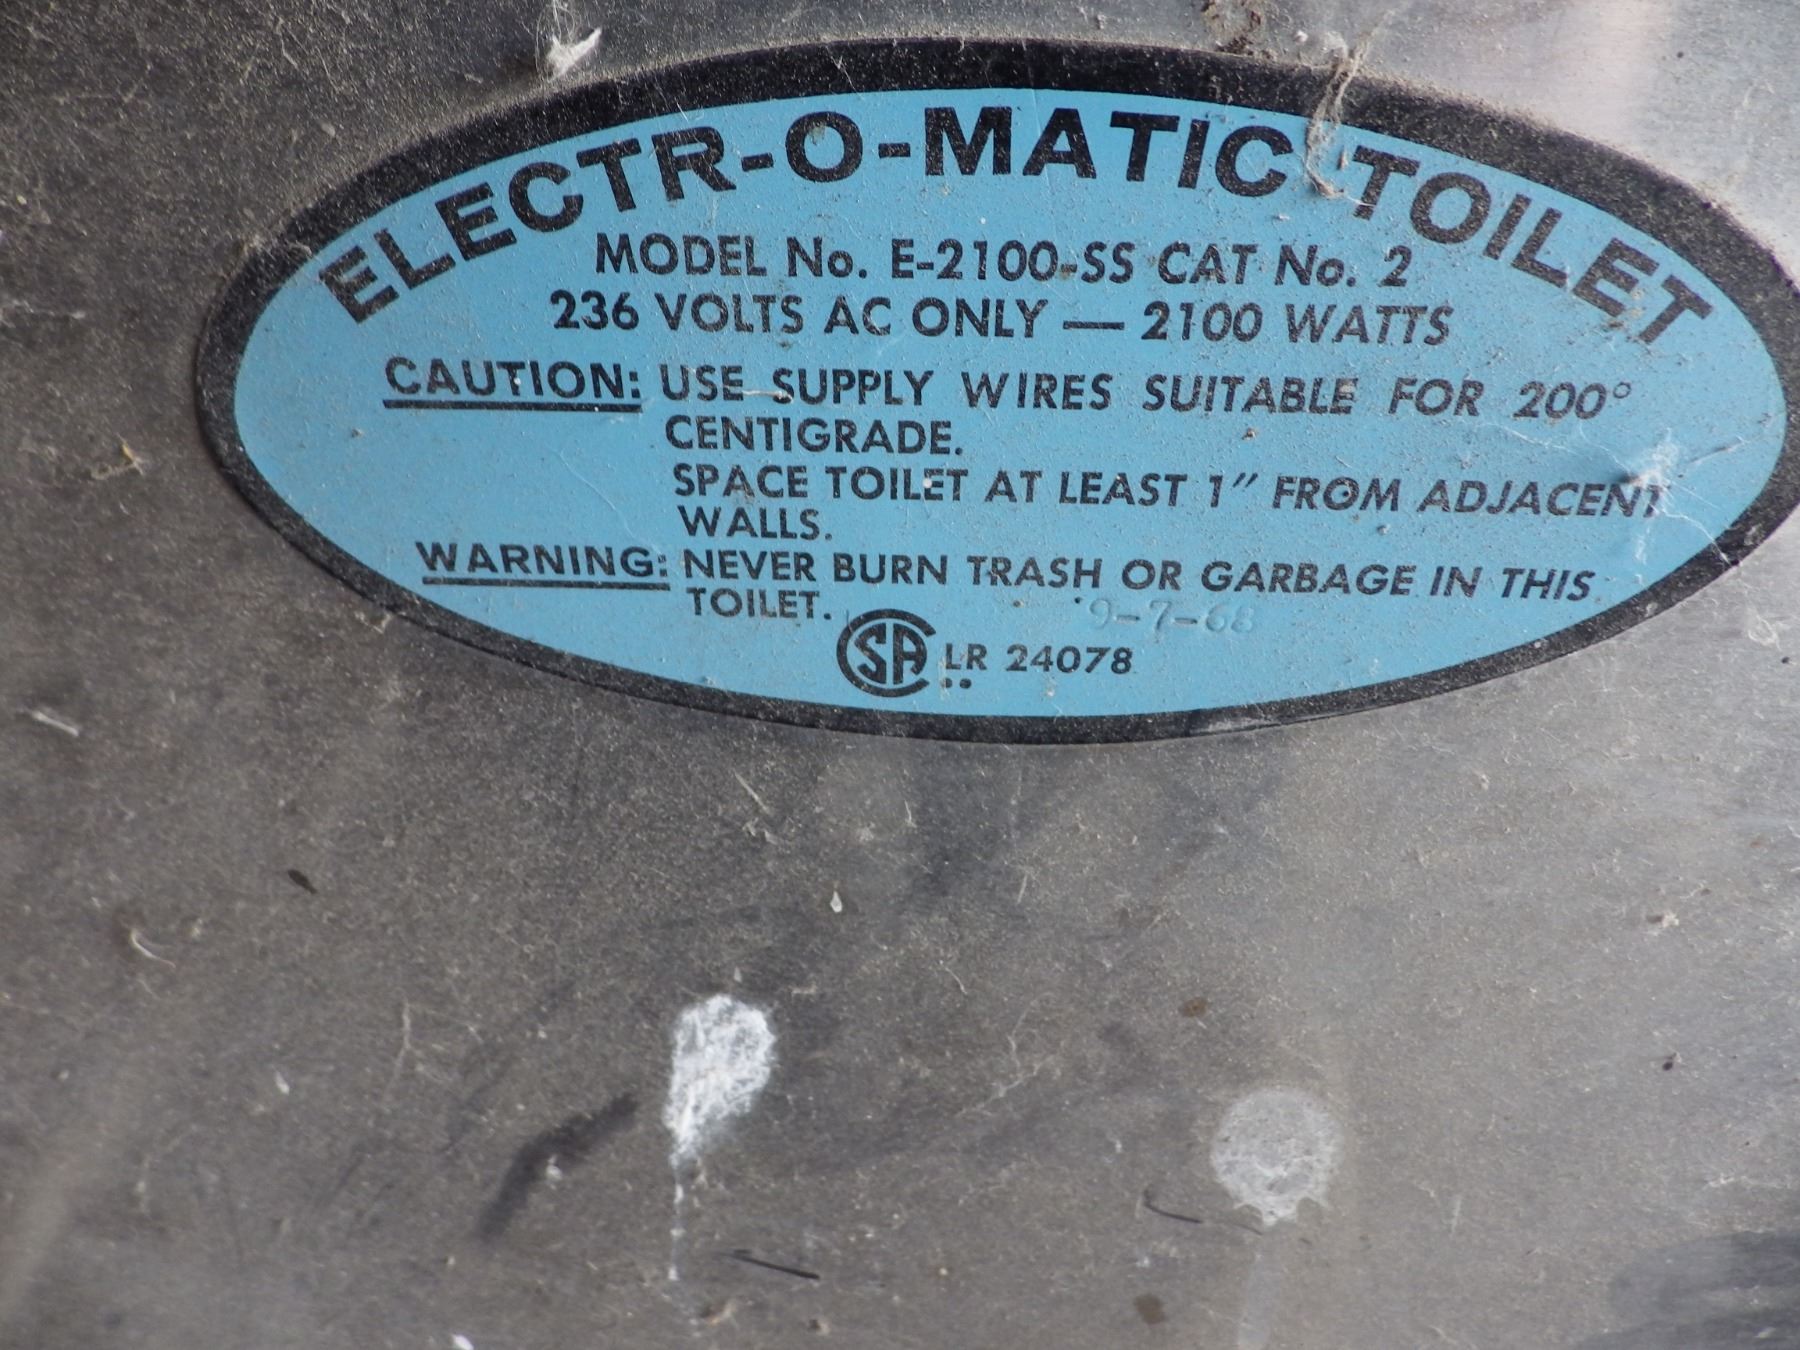 ELECTR-O-MATIC TOILET
MODEL No. E-2100-SS CAT No. 2
236 VOLTS AC ONLY — 2100 WATTS
CAUTION: USE SUPPLY WIRES SUITABLE FOR 200°
CENTIGRADE.
SPACE TOILET AT LEAST 1" FROM ADJACENT
WALLS.
WARNING: NEVER BURN TRASH OR GARBAGE IN THIS
TOILET.
9-7-68
CSA LR 24078